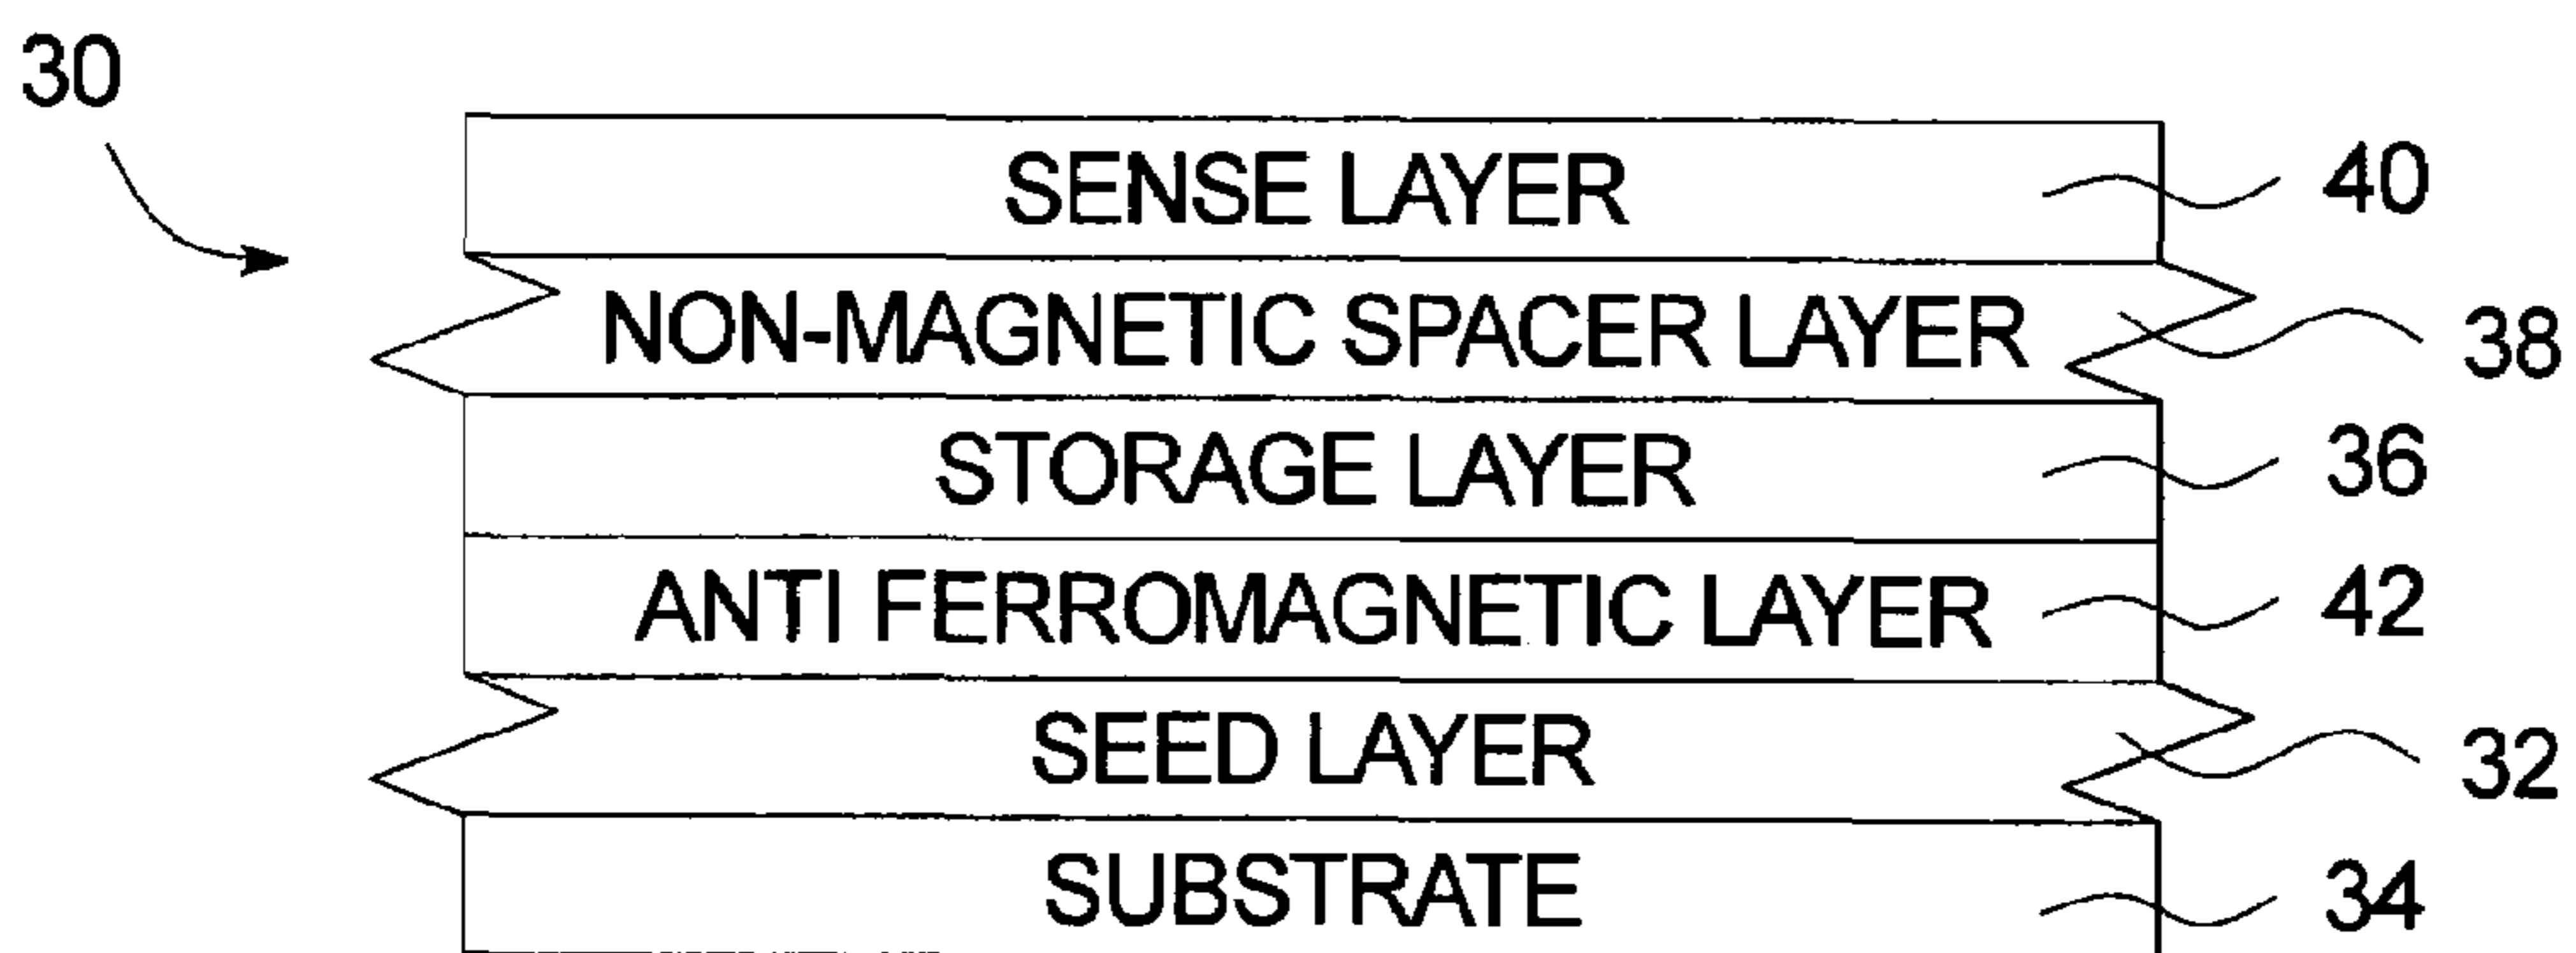 30
SENSE LAYER 40
NON-MAGNETIC SPACER LAYER 38
STORAGE LAYER 36
ANTI FERROMAGNETIC LAYER 42
SEED LAYER 32
SUBSTRATE 34